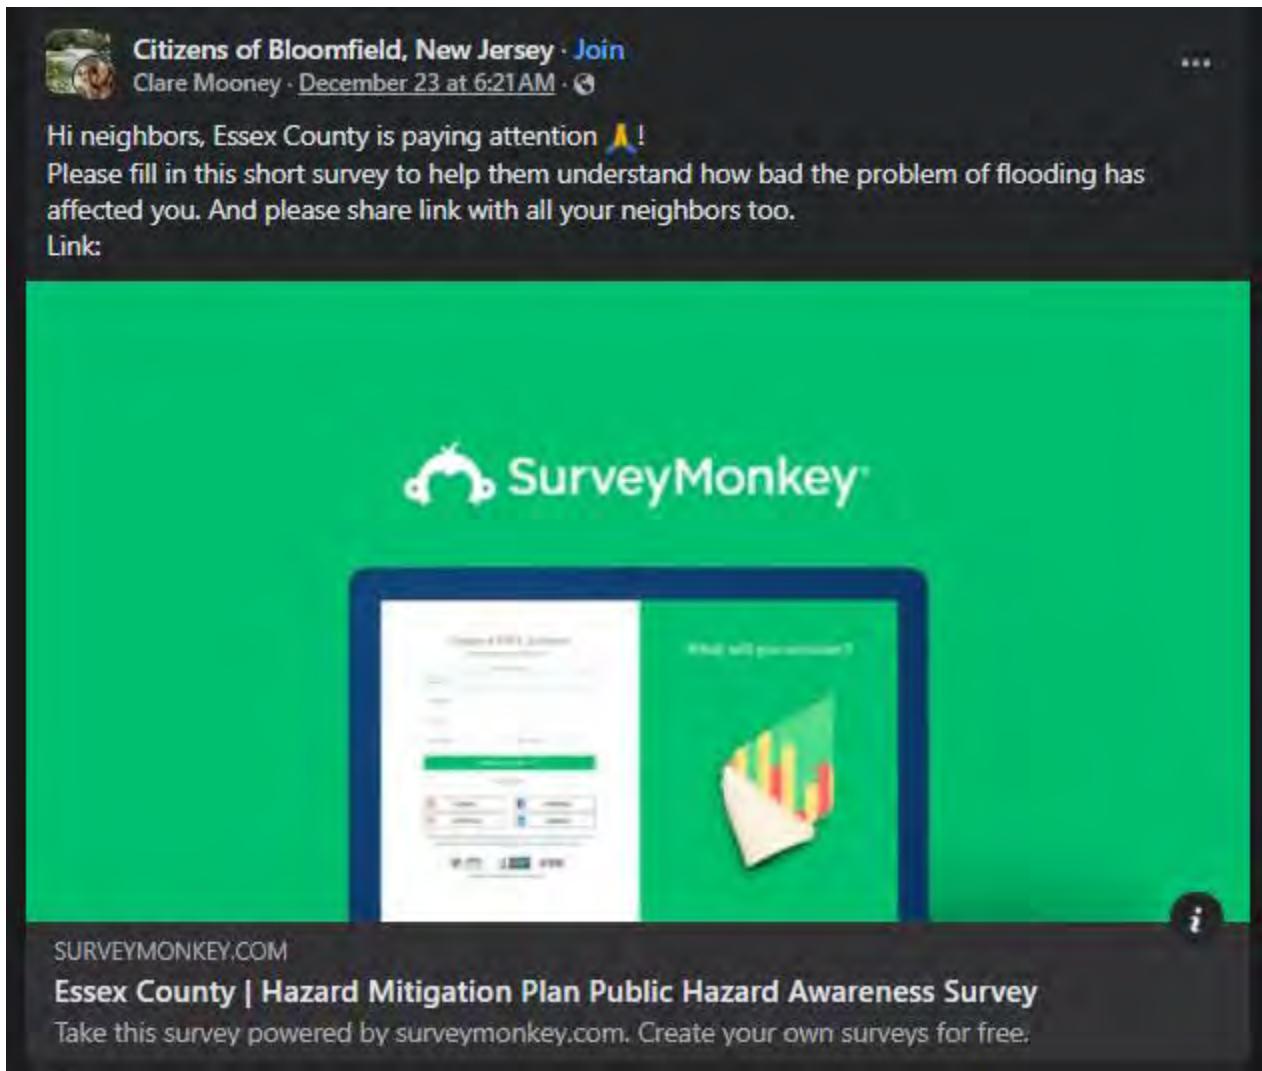 Citizens of Bloomfield, New Jersey · Join
Clare Mooney · December 23 at 6:21 AM ·
Hi neighbors, Essex County is paying attention 🙏!
Please fill in this short survey to help them understand how bad the problem of flooding has
affected you. And please share link with all your neighbors too.
Link:
SurveyMonkey
SURVEYMONKEY.COM
Essex County | Hazard Mitigation Plan Public Hazard Awareness Survey
Take this survey powered by surveymonkey.com. Create your own surveys for free.